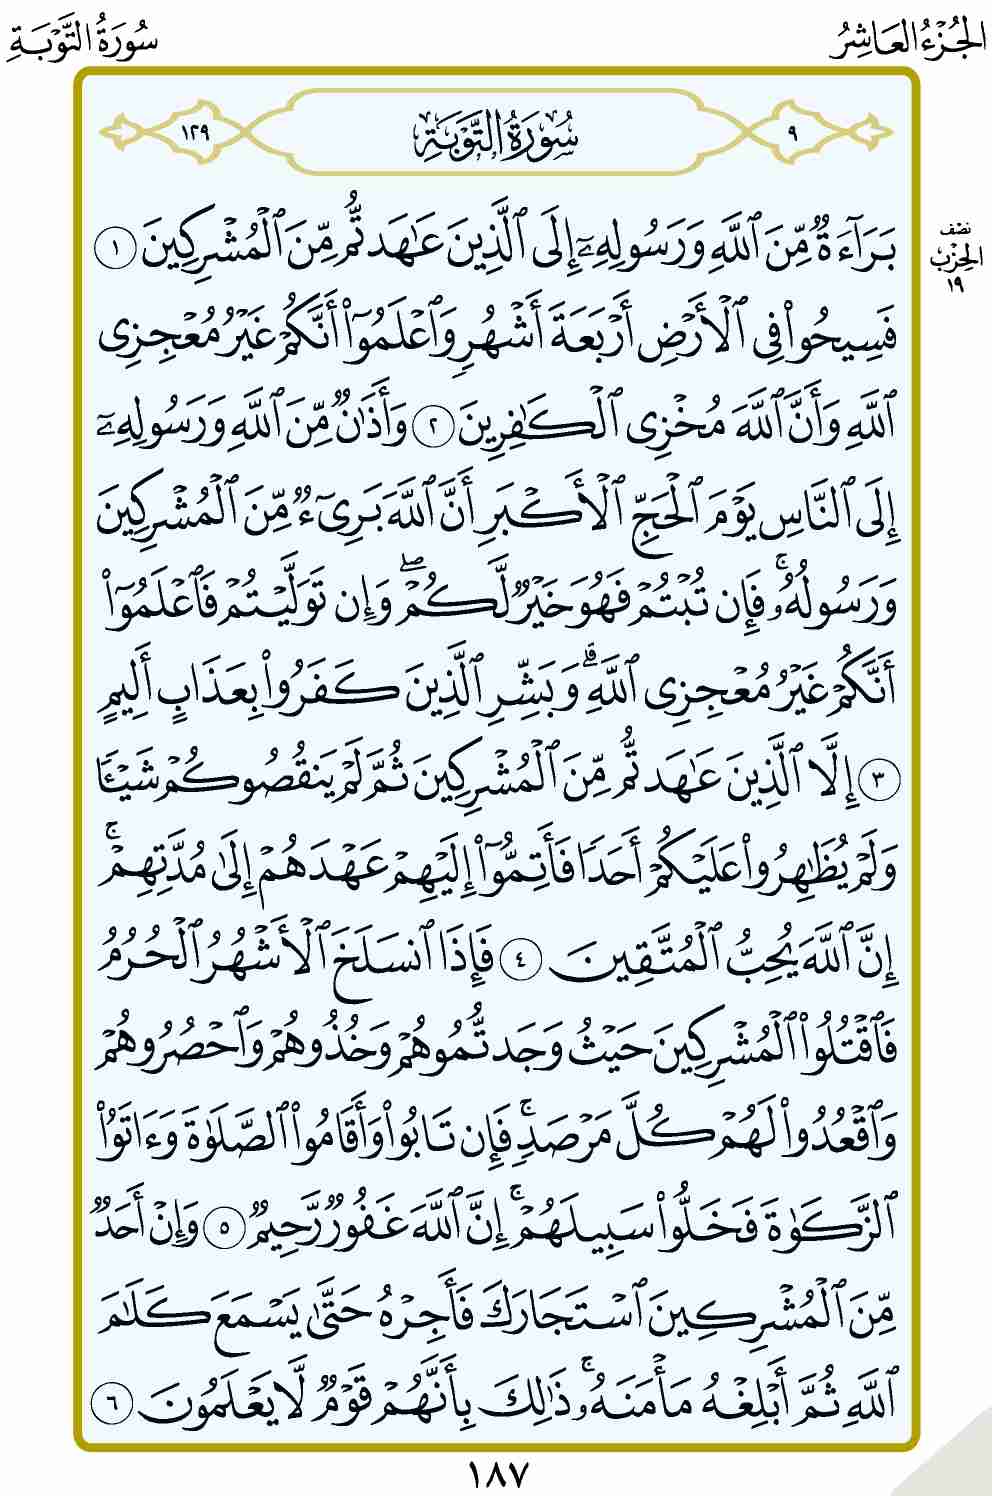 الجُزْءُ العَاشِرُ
سُورَةُ التَّوْبَةِ
٩
سُورَةُ التَّوْبَةِ
١٢٩
بَرَآءَةٌ مِّنَ ٱللَّهِ وَرَسُولِهِۦٓ إِلَى ٱلَّذِينَ عَٰهَدتُّم مِّنَ ٱلْمُشْرِكِينَ ١
نصف
الحِزْب
١٩
فَسِيحُوا۟ فِى ٱلْأَرْضِ أَرْبَعَةَ أَشْهُرٍ وَٱعْلَمُوٓا۟ أَنَّكُمْ غَيْرُ مُعْجِزِى
ٱللَّهِ وَأَنَّ ٱللَّهَ مُخْزِى ٱلْكَٰفِرِينَ ٢ وَأَذَٰنٌ مِّنَ ٱللَّهِ وَرَسُولِهِۦٓ
إِلَى ٱلنَّاسِ يَوْمَ ٱلْحَجِّ ٱلْأَكْبَرِ أَنَّ ٱللَّهَ بَرِىٓءٌ مِّنَ ٱلْمُشْرِكِينَ
وَرَسُولُهُۥ ۚ فَإِن تُبْتُمْ فَهُوَ خَيْرٌ لَّكُمْ ۖ وَإِن تَوَلَّيْتُمْ فَٱعْلَمُوٓا۟
أَنَّكُمْ غَيْرُ مُعْجِزِى ٱللَّهِ ۗ وَبَشِّرِ ٱلَّذِينَ كَفَرُوا۟ بِعَذَابٍ أَلِيمٍ
٣ إِلَّا ٱلَّذِينَ عَٰهَدتُّم مِّنَ ٱلْمُشْرِكِينَ ثُمَّ لَمْ يَنقُصُوكُمْ شَيْـًٔا
وَلَمْ يُظَٰهِرُوا۟ عَلَيْكُمْ أَحَدًا فَأَتِمُّوٓا۟ إِلَيْهِمْ عَهْدَهُمْ إِلَىٰ مُدَّتِهِمْ ۚ
إِنَّ ٱللَّهَ يُحِبُّ ٱلْمُتَّقِينَ ٤ فَإِذَا ٱنسَلَخَ ٱلْأَشْهُرُ ٱلْحُرُمُ
فَٱقْتُلُوا۟ ٱلْمُشْرِكِينَ حَيْثُ وَجَدتُّمُوهُمْ وَخُذُوهُمْ وَٱحْصُرُوهُمْ
وَٱقْعُدُوا۟ لَهُمْ كُلَّ مَرْصَدٍ ۚ فَإِن تَابُوا۟ وَأَقَامُوا۟ ٱلصَّلَوٰةَ وَءَاتَوُا۟
ٱلزَّكَوٰةَ فَخَلُّوا۟ سَبِيلَهُمْ ۚ إِنَّ ٱللَّهَ غَفُورٌ رَّحِيمٌ ٥ وَإِنْ أَحَدٌ
مِّنَ ٱلْمُشْرِكِينَ ٱسْتَجَارَكَ فَأَجِرْهُ حَتَّىٰ يَسْمَعَ كَلَٰمَ
ٱللَّهِ ثُمَّ أَبْلِغْهُ مَأْمَنَهُۥ ۚ ذَٰلِكَ بِأَنَّهُمْ قَوْمٌ لَّا يَعْلَمُونَ ٦
١٨٧